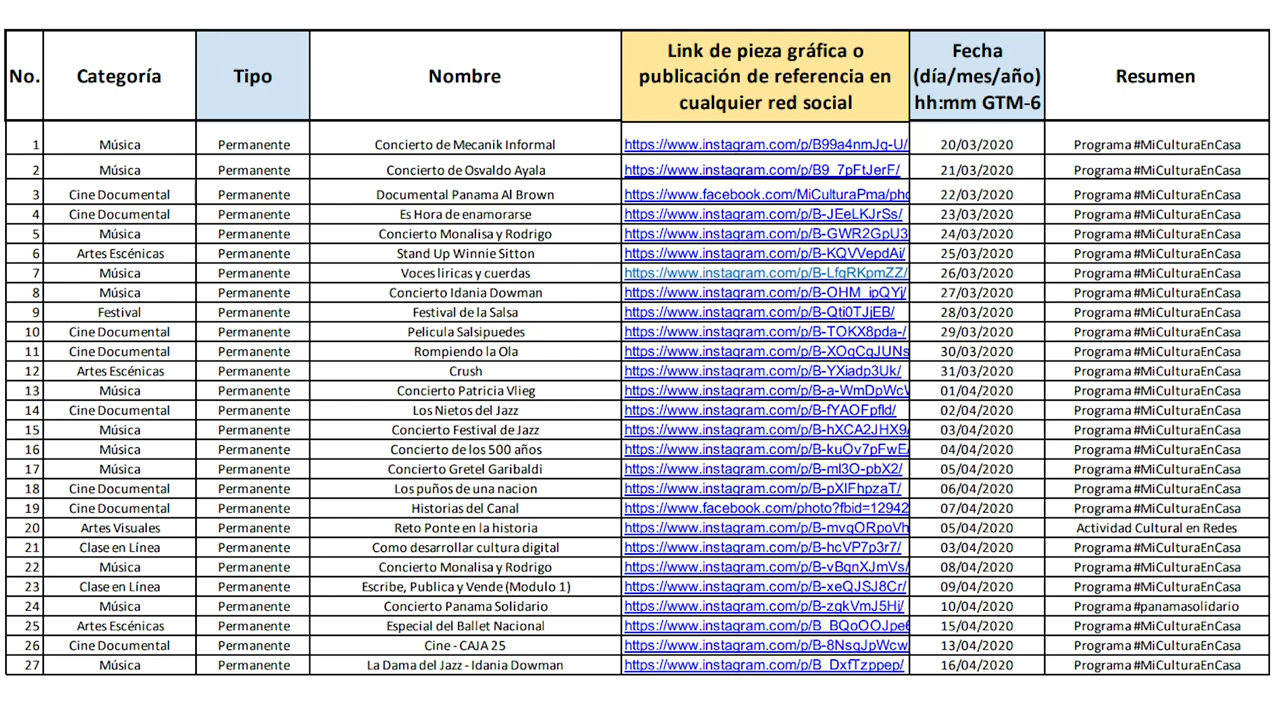 No. Categoría Tipo Nombre Link de pieza gráfica o publicación de referencia en cualquier red social Fecha (día/mes/año) hh:mm GTM-6 Resumen
1 Música Permanente Concierto de Mecanik Informal https://www.instagram.com/p/B99a4nmJq-U/ 20/03/2020 Programa #MiCulturaEnCasa
2 Música Permanente Concierto de Osvaldo Ayala https://www.instagram.com/p/B9_7pFtJerF/ 21/03/2020 Programa #MiCulturaEnCasa
3 Cine Documental Permanente Documental Panama Al Brown https://www.facebook.com/MiCulturaPma/pho 22/03/2020 Programa #MiCulturaEnCasa
4 Cine Documental Permanente Es Hora de enamorarse https://www.instagram.com/p/B-JEeLKJrSs/ 23/03/2020 Programa #MiCulturaEnCasa
5 Música Permanente Concierto Monalisa y Rodrigo https://www.instagram.com/p/B-GWR2GpU3 24/03/2020 Programa #MiCulturaEnCasa
6 Artes Escénicas Permanente Stand Up Winnie Sitton https://www.instagram.com/p/B-KQVVepdAi/ 25/03/2020 Programa #MiCulturaEnCasa
7 Música Permanente Voces liricas y cuerdas https://www.instagram.com/p/B-LfqRKpmZZ/ 26/03/2020 Programa #MiCulturaEnCasa
8 Música Permanente Concierto Idania Dowman https://www.instagram.com/p/B-OHM_ipQYj/ 27/03/2020 Programa #MiCulturaEnCasa
9 Festival Permanente Festival de la Salsa https://www.instagram.com/p/B-Qti0TJjEB/ 28/03/2020 Programa #MiCulturaEnCasa
10 Cine Documental Permanente Pelicula Salsipuedes https://www.instagram.com/p/B-TOKX8pda-/ 29/03/2020 Programa #MiCulturaEnCasa
11 Cine Documental Permanente Rompiendo la Ola https://www.instagram.com/p/B-XOgCgJUNs 30/03/2020 Programa #MiCulturaEnCasa
12 Artes Escénicas Permanente Crush https://www.instagram.com/p/B-YXiadp3Uk/ 31/03/2020 Programa #MiCulturaEnCasa
13 Música Permanente Concierto Patricia Vlieg https://www.instagram.com/p/B-a-WmDpWcW 01/04/2020 Programa #MiCulturaEnCasa
14 Cine Documental Permanente Los Nietos del Jazz https://www.instagram.com/p/B-fYAOFpfld/ 02/04/2020 Programa #MiCulturaEnCasa
15 Música Permanente Concierto Festival de Jazz https://www.instagram.com/p/B-hXCA2JHX9/ 03/04/2020 Programa #MiCulturaEnCasa
16 Música Permanente Concierto de los 500 años https://www.instagram.com/p/B-kuOv7pFwE/ 04/04/2020 Programa #MiCulturaEnCasa
17 Música Permanente Concierto Gretel Garibaldi https://www.instagram.com/p/B-ml3O-pbX2/ 05/04/2020 Programa #MiCulturaEnCasa
18 Cine Documental Permanente Los puños de una nacion https://www.instagram.com/p/B-pXIFhpzaT/ 06/04/2020 Programa #MiCulturaEnCasa
19 Cine Documental Permanente Historias del Canal https://www.facebook.com/photo?fbid=12942 07/04/2020 Programa #MiCulturaEnCasa
20 Artes Visuales Permanente Reto Ponte en la historia https://www.instagram.com/p/B-mvgORpoVh 05/04/2020 Actividad Cultural en Redes
21 Clase en Línea Permanente Como desarrollar cultura digital https://www.instagram.com/p/B-hcVP7p3r7/ 03/04/2020 Programa #MiCulturaEnCasa
22 Música Permanente Concierto Monalisa y Rodrigo https://www.instagram.com/p/B-vBgnXJmVs/ 08/04/2020 Programa #MiCulturaEnCasa
23 Clase en Línea Permanente Escribe, Publica y Vende (Modulo 1) https://www.instagram.com/p/B-xeQJSJ8Cr/ 09/04/2020 Programa #MiCulturaEnCasa
24 Música Permanente Concierto Panama Solidario https://www.instagram.com/p/B-zgkVmJ5Hj/ 10/04/2020 Programa #panamasolidario
25 Artes Escénicas Permanente Especial del Ballet Nacional https://www.instagram.com/p/B_BQoOOJpe6 15/04/2020 Programa #MiCulturaEnCasa
26 Cine Documental Permanente Cine - CAJA 25 https://www.instagram.com/p/B-8NsqJpWcw 13/04/2020 Programa #MiCulturaEnCasa
27 Música Permanente La Dama del Jazz - Idania Dowman https://www.instagram.com/p/B_DxfTzppep/ 16/04/2020 Programa #MiCulturaEnCasa